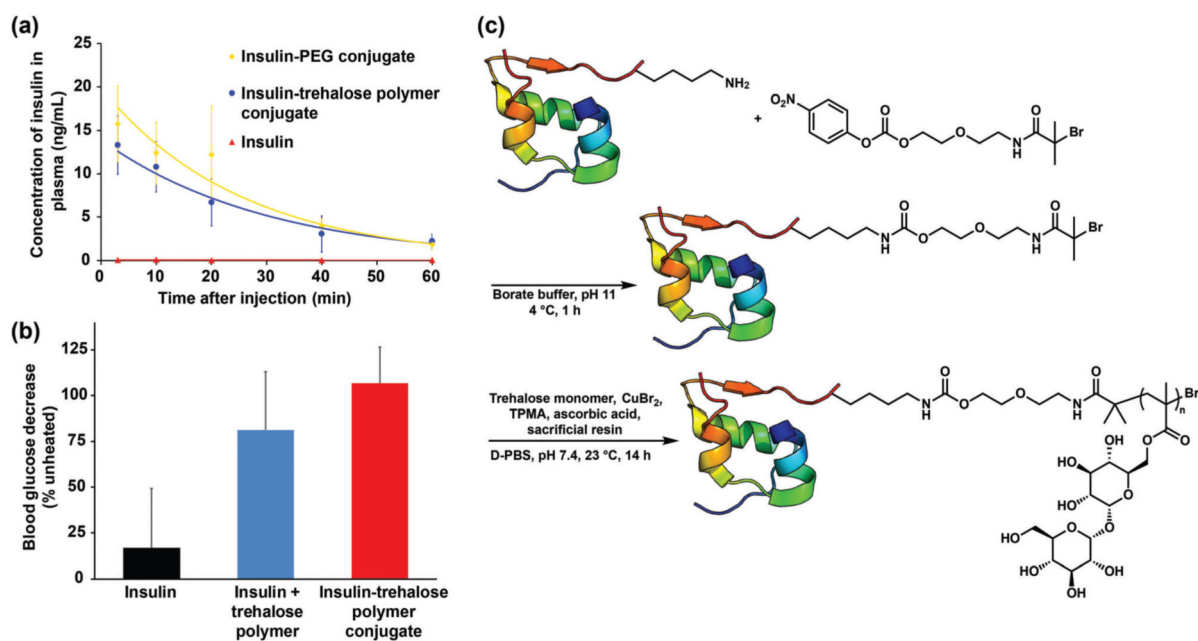 (a)
25
20
15
10
5
0
Concentration of insulin in
plasma (ng/mL)
Insulin-PEG conjugate
Insulin-trehalose polymer
conjugate
Insulin
0 10 20 30 40 50 60
Time after injection (min)
(b)
125
100
75
50
25
0
Blood glucose decrease
(% unheated)
Insulin
Insulin +
trehalose
polymer
Insulin-trehalose
polymer
conjugate
(c)
NH2
+
NO2
O O
O
O
N
H
O
Br
Borate buffer, pH 11
4 °C, 1 h
N
H
O
O
O
N
H
O
Br
Trehalose monomer, CuBr2,
TPMA, ascorbic acid,
sacrificial resin
D-PBS, pH 7.4, 23 °C, 14 h
N
H
O
O
O
N
H
O
n
Br
O
O
OH
HO
HO
O
HO
O
HO
O
HO
OH
OH